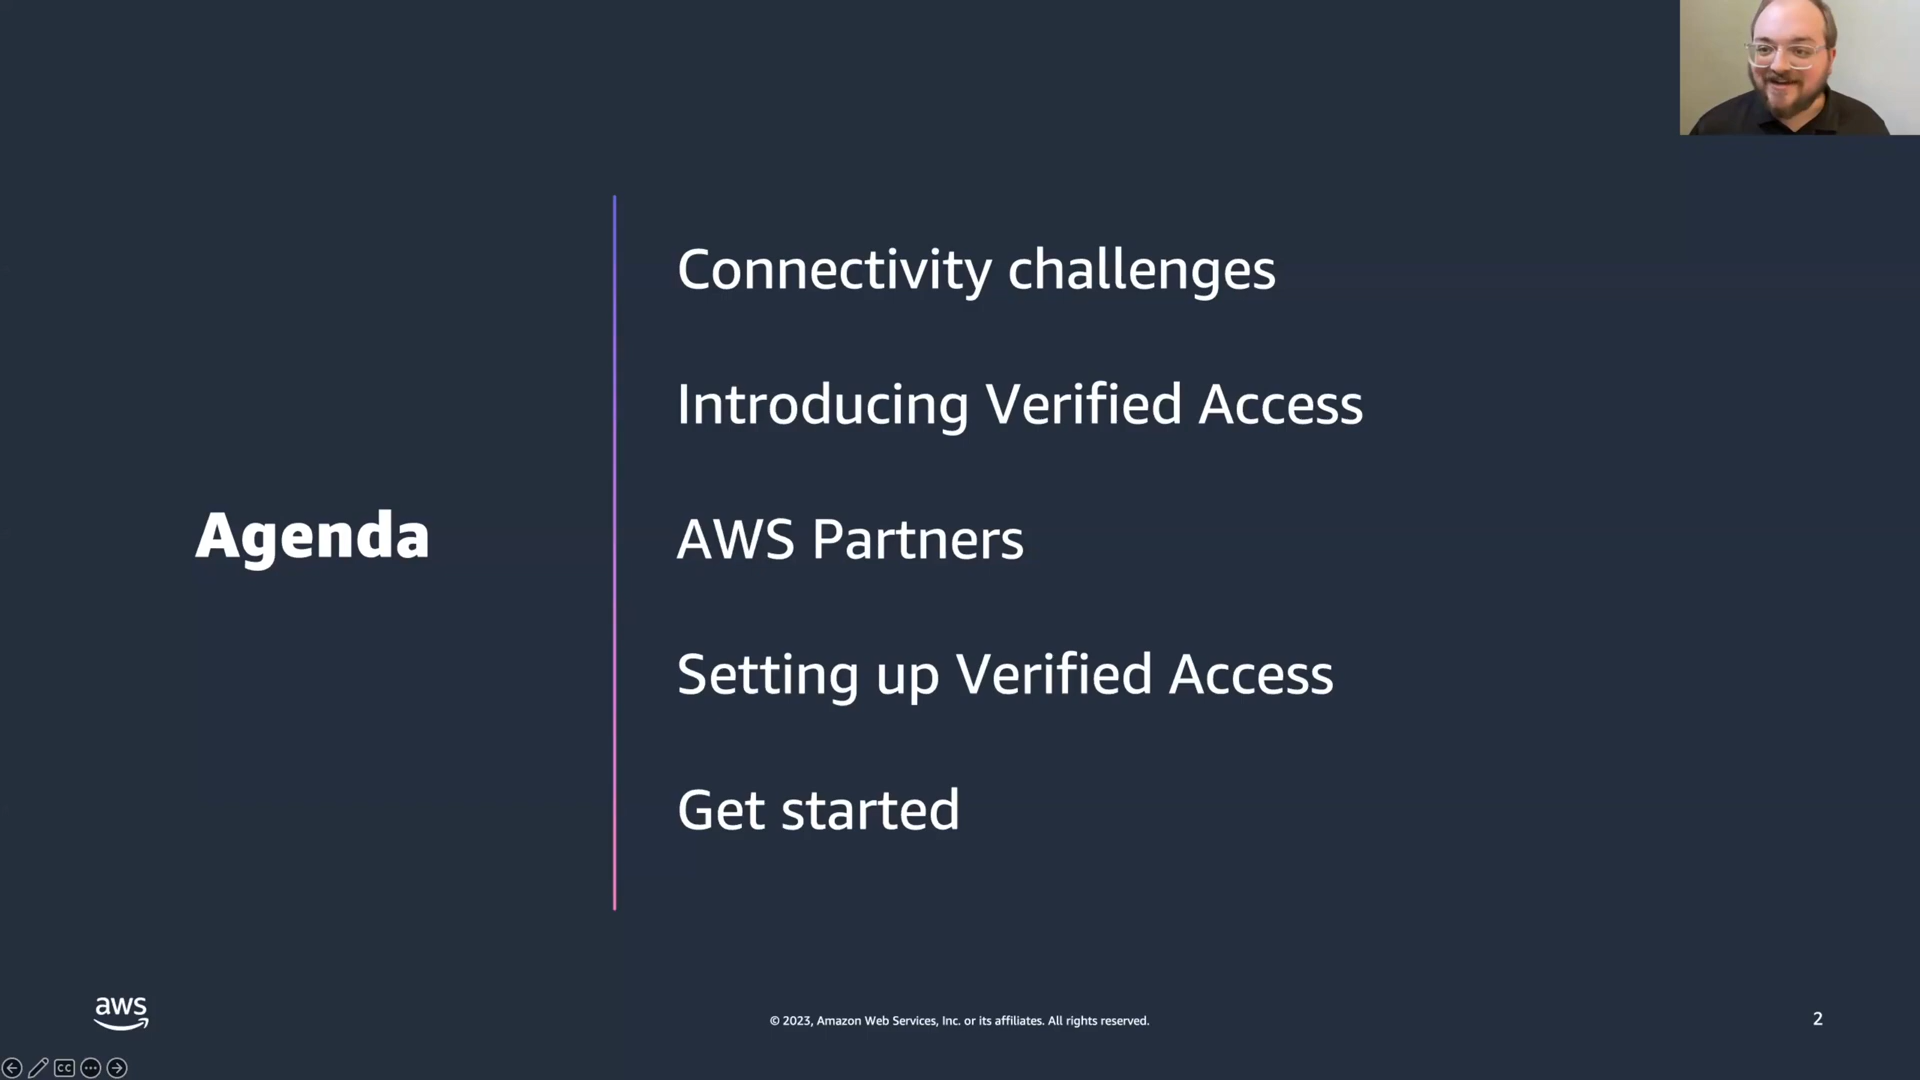 Agenda
Connectivity challenges
Introducing Verified Access
AWS Partners
Setting up Verified Access
Get started
aws
© 2023, Amazon Web Services, Inc. or its affiliates. All rights reserved.
2
CC